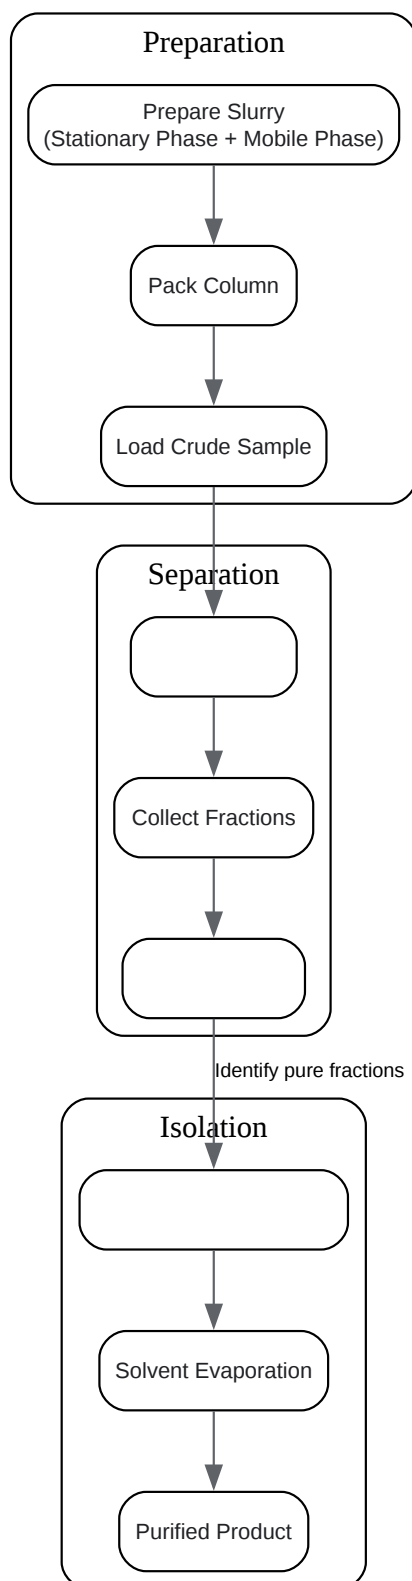 Preparation
Prepare Slurry
(Stationary Phase + Mobile Phase)
Pack Column
Load Crude Sample
Separation
Collect Fractions
Identify pure fractions
Isolation
Solvent Evaporation
Purified Product